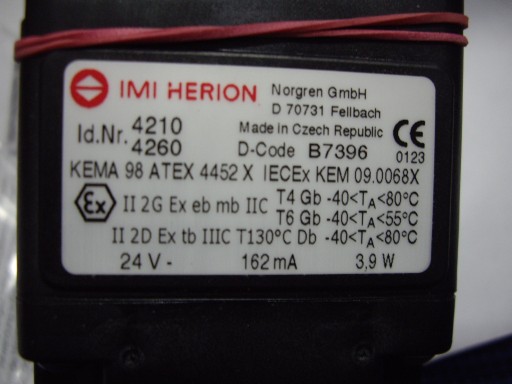 IMI HERION Norgren GmbH
D 70731 Fellbach
Id.Nr. 4210 Made in Czech Republic CE
4260 D-Code B7396 0123
KEMA 98 ATEX 4452 X IECEx KEM 09.0068X
Ex II 2G Ex eb mb IIC T4 Gb -40<TA<80°C
T6 Gb -40<TA<55°C
II 2D Ex tb IIIC T130°C Db -40<TA<80°C
24 V - 162 mA 3,9 W